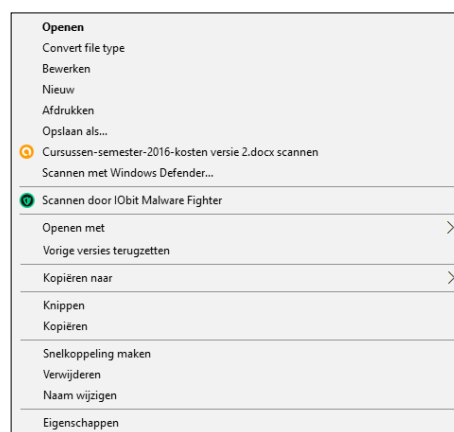 Openen
Convert file type
Bewerken
Nieuw
Afdrukken
Opslaan als...
Cursussen-semester-2016-kosten versie 2.docx scannen
Scannen met Windows Defender...
Scannen door IObit Malware Fighter
Openen met
Vorige versies terugzetten
Kopiëren naar
Knippen
Kopiëren
Snelkoppeling maken
Verwijderen
Naam wijzigen
Eigenschappen